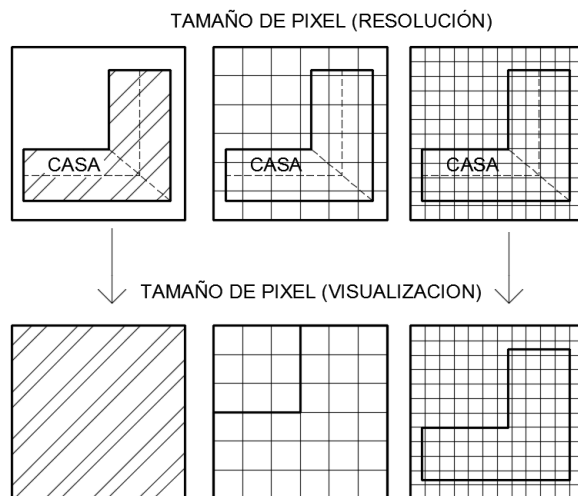 TAMAÑO DE PIXEL (RESOLUCIÓN)
CASA
CASA
CASA
TAMAÑO DE PIXEL (VISUALIZACION)